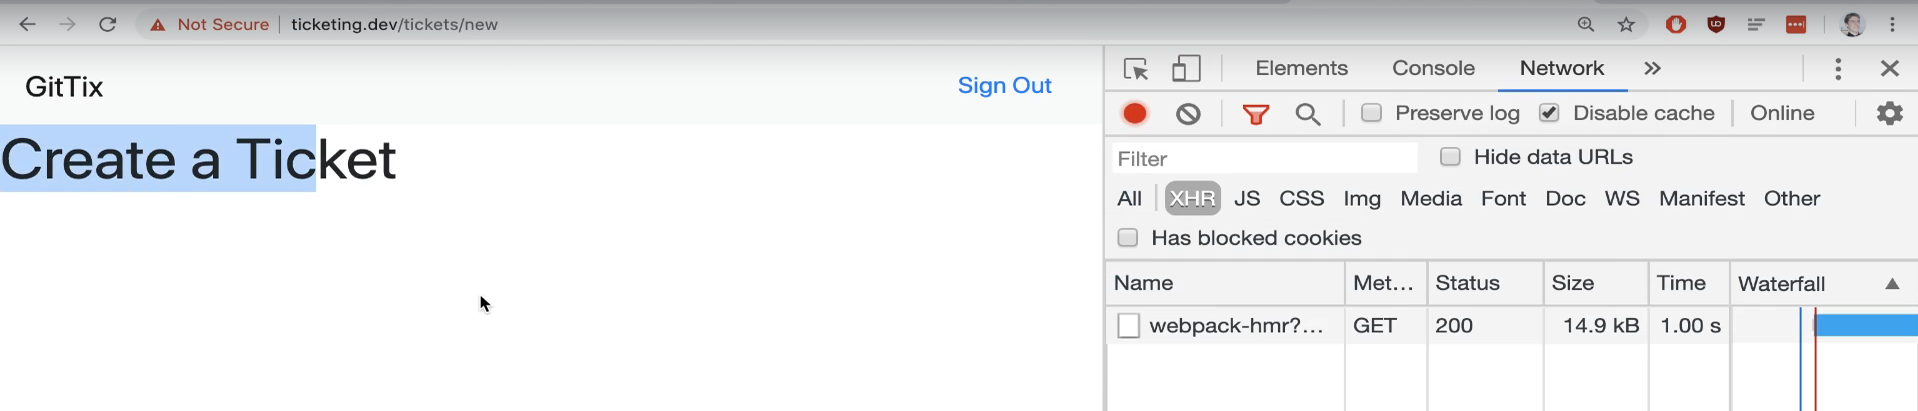 Not Secure | ticketing.dev/tickets/new
GitTix
Sign Out
Create a Ticket
Elements Console Network »
Preserve log Disable cache Online
Filter
Hide data URLs
All XHR JS CSS Img Media Font Doc WS Manifest Other
Has blocked cookies
Name Met... Status Size Time Waterfall
webpack-hmr?... GET 200 14.9 kB 1.00 s